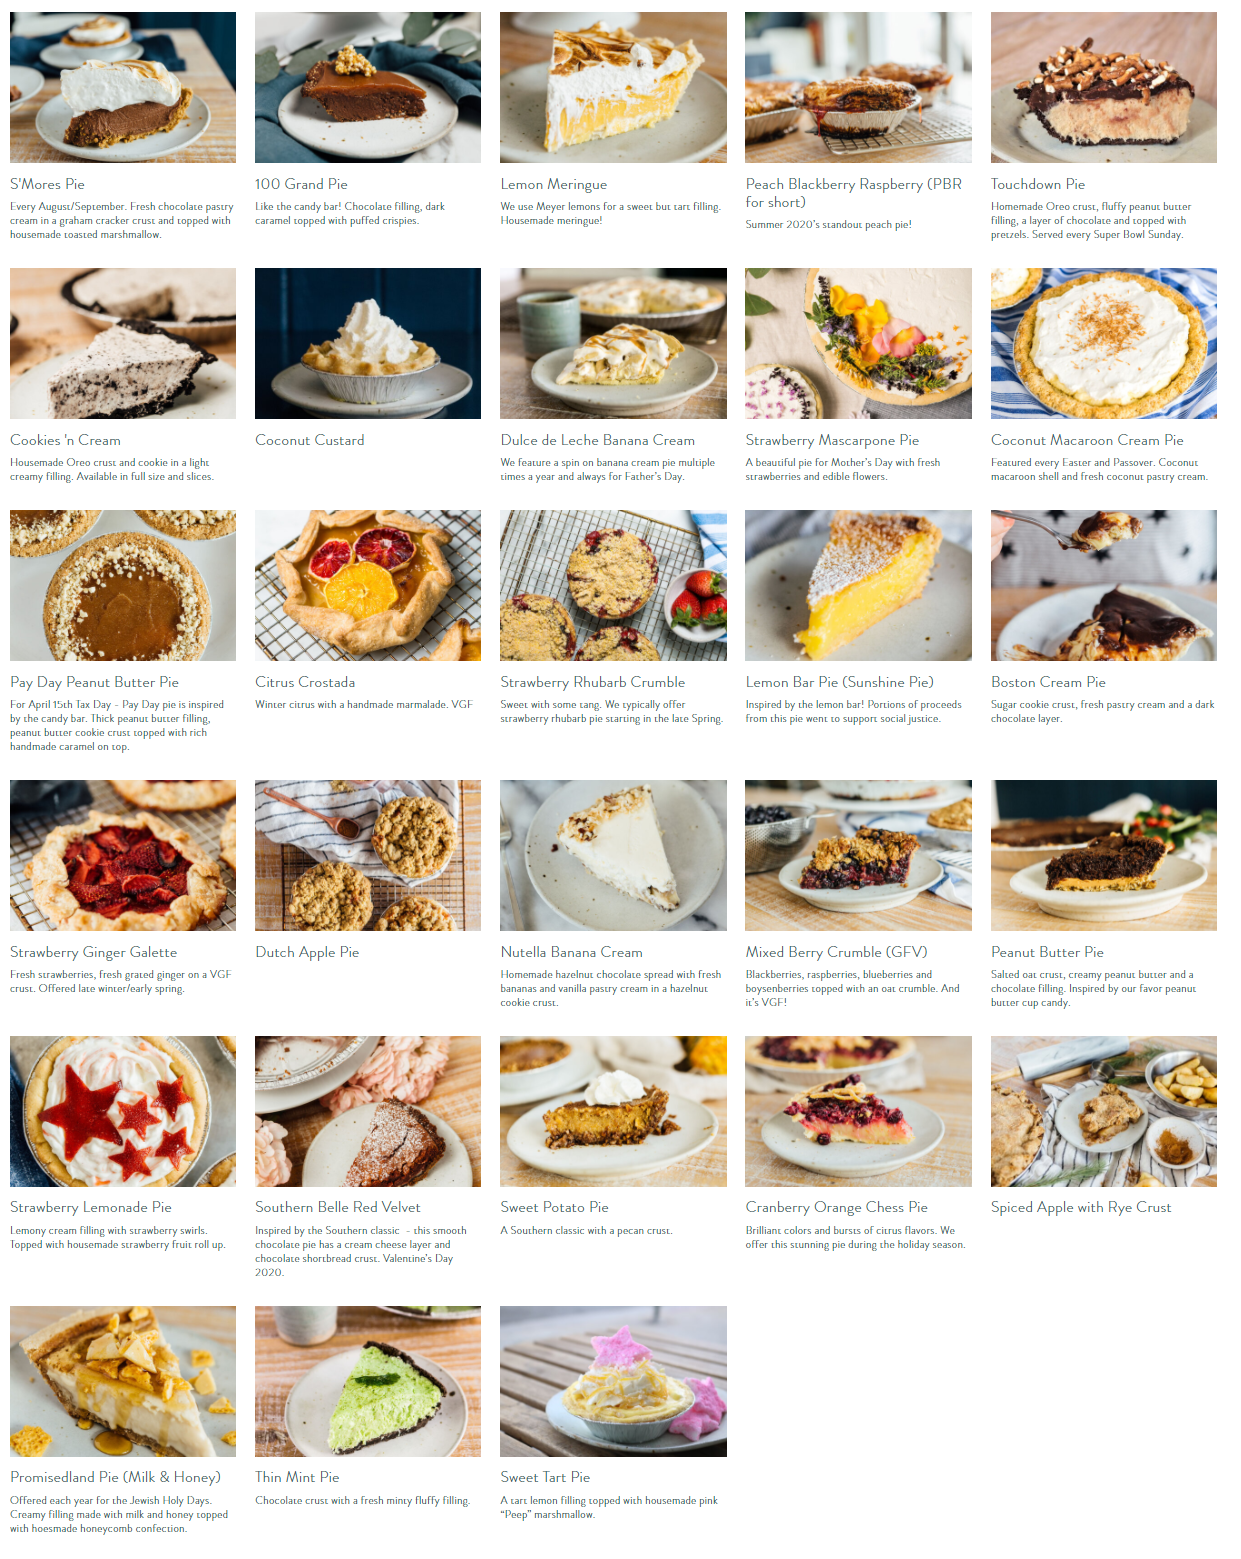 S'Mores Pie
Every August/September. Fresh chocolate pastry
cream in a graham cracker crust and topped with
housemade toasted marshmallow.
100 Grand Pie
Like the candy bar! Chocolate filling, dark
caramel topped with puffed crispies.
Lemon Meringue
We use Meyer lemons for a sweet but tart filling.
Housemade meringue!
Peach Blackberry Raspberry (PBR
for short)
Summer 2020's standout peach pie!
Touchdown Pie
Homemade Oreo crust, fluffy peanut butter
filling, a layer of chocolate and topped with
pretzels. Served every Super Bowl Sunday.
Cookies 'n Cream
Housemade Oreo crust and cookie in a light
creamy filling. Available in full size and slices.
Coconut Custard
Dulce de Leche Banana Cream
We feature a spin on banana cream pie multiple
times a year and always for Father's Day.
Strawberry Mascarpone Pie
A beautiful pie for Mother's Day with fresh
strawberries and edible flowers.
Coconut Macaroon Cream Pie
Featured every Easter and Passover. Coconut
macaroon shell and fresh coconut pastry cream.
Pay Day Peanut Butter Pie
For April 15th Tax Day - Pay Day pie is inspired
by the candy bar. Thick peanut butter filling,
peanut butter cookie crust topped with rich
handmade caramel on top.
Citrus Crostada
Winter citrus with a handmade marmalade. VGF
Strawberry Rhubarb Crumble
Sweet with some tang. We typically offer
strawberry rhubarb pie starting in the late Spring.
Lemon Bar Pie (Sunshine Pie)
Inspired by the lemon bar! Portions of proceeds
from this pie went to support social justice.
Boston Cream Pie
Sugar cookie crust, fresh pastry cream and a dark
chocolate layer.
Strawberry Ginger Galette
Fresh strawberries, fresh grated ginger on a VGF
crust. Offered late winter/early spring.
Dutch Apple Pie
Nutella Banana Cream
Homemade hazelnut chocolate spread with fresh
bananas and vanilla pastry cream in a hazelnut
cookie crust.
Mixed Berry Crumble (GFV)
Blackberries, raspberries, blueberries and
boysenberries topped with an oat crumble. And
it's VGF!
Peanut Butter Pie
Salted oat crust, creamy peanut butter and a
chocolate filling. Inspired by our favor peanut
butter cup candy.
Strawberry Lemonade Pie
Lemony cream filling with strawberry swirls.
Topped with housemade strawberry fruit roll up.
Southern Belle Red Velvet
Inspired by the Southern classic - this smooth
chocolate pie has a cream cheese layer and
chocolate shortbread crust. Valentine's Day
2020.
Sweet Potato Pie
A Southern classic with a pecan crust.
Cranberry Orange Chess Pie
Brilliant colors and bursts of citrus flavors. We
offer this stunning pie during the holiday season.
Spiced Apple with Rye Crust
Promisedland Pie (Milk & Honey)
Offered each year for the Jewish Holy Days.
Creamy filling made with milk and honey topped
with hoesmade honeycomb confection.
Thin Mint Pie
Chocolate crust with a fresh minty fluffy filling.
Sweet Tart Pie
A tart lemon filling topped with housemade pink
“Peep” marshmallow.